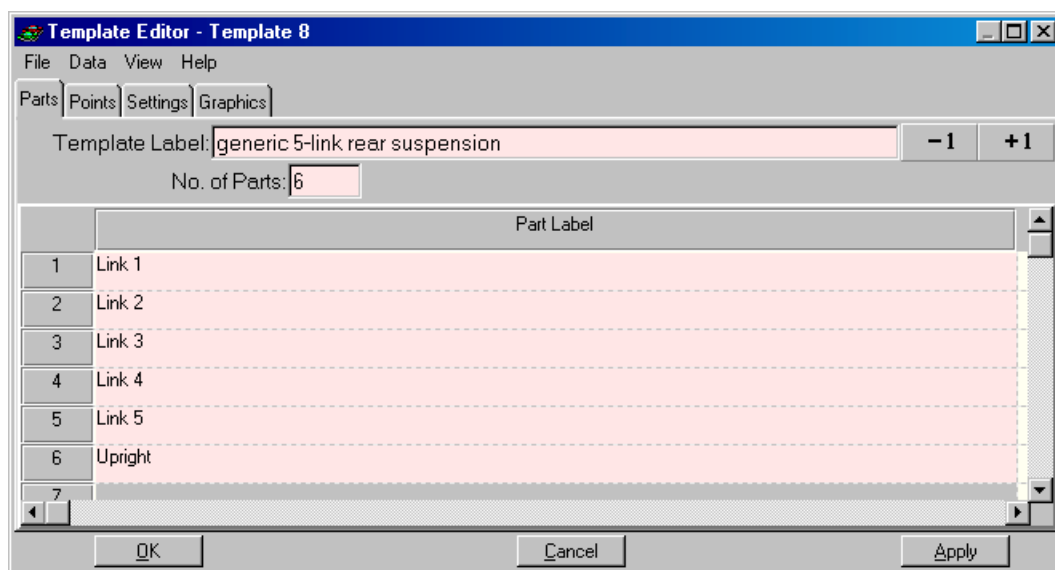 Template Editor - Template 8
File Data View Help
Parts Points Settings Graphics
Template Label: generic 5-link rear suspension -1 +1
No. of Parts: 6
Part Label
1 Link 1
2 Link 2
3 Link 3
4 Link 4
5 Link 5
6 Upright
7
OK Cancel Apply